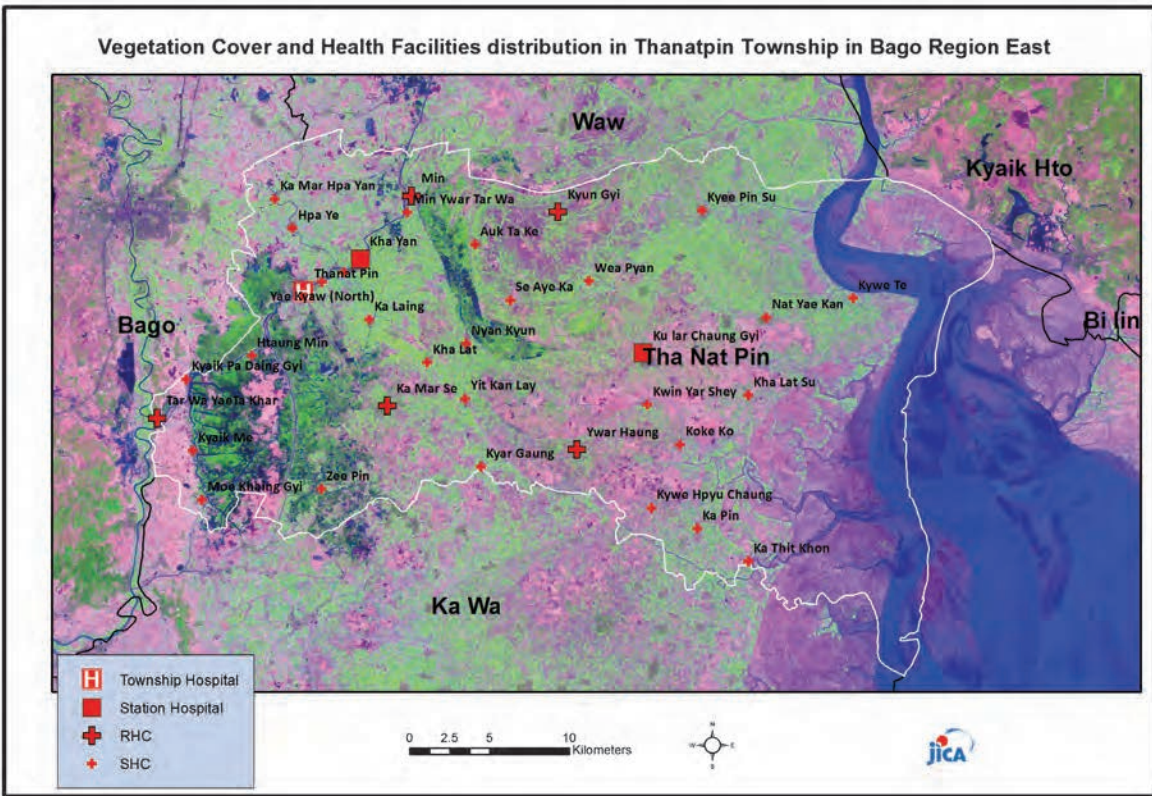 Vegetation Cover and Health Facilities distribution in Thanatpin Township in Bago Region East
Waw
Kyaik Hto
Ka Mar Hpa Yan
Min
Min Ywar Tar Wa
Kyun Gyi
Kyee Pin Su
Hpa Ye
Auk Ta Ke
Kha Yan
Thanat Pin
H
Yae Kyaw (North)
Se Aye Ka
Wea Pyan
Nat Yae Kan
Kywe Te
Bago
Ka Laing
Bi lin
Nyan Kyun
Ku lar Chaung Gyi
Htaung Min
Kha Lat
Tha Nat Pin
Kyaik Pa Daing Gyi
Ka Mar Se
Yit Kan Lay
Kwin Yar Shey
Kha Lat Su
Tar Wa YaeTa Khar
Kyaik Me
Ywar Haung
Koke Ko
Kyar Gaung
Moe Khaing Gyi
Zee Pin
Kywe Hpyu Chaung
Ka Pin
Ka Thit Khon
Ka Wa
H Township Hospital
Station Hospital
RHC
SHC
0 2.5 5 10
Kilometers
N
W E
S
jICA